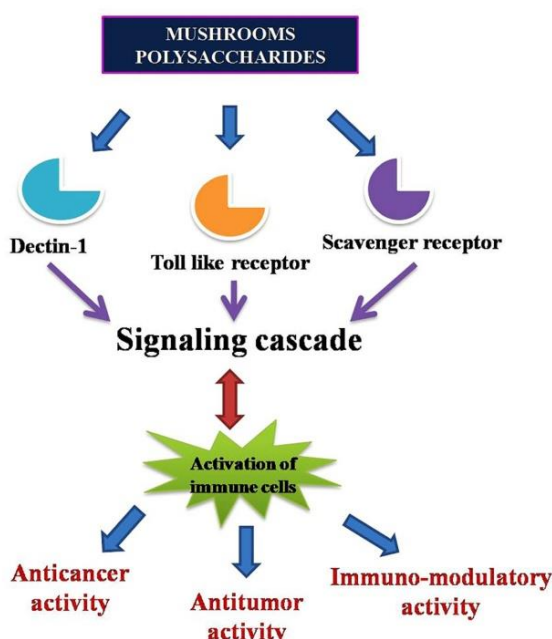 MUSHROOMS
POLYSACCHARIDES
Dectin-1
Toll like receptor
Scavenger receptor
Signaling cascade
Activation of
immune cells
Anticancer
activity
Antitumor
activity
Immuno-modulatory
activity